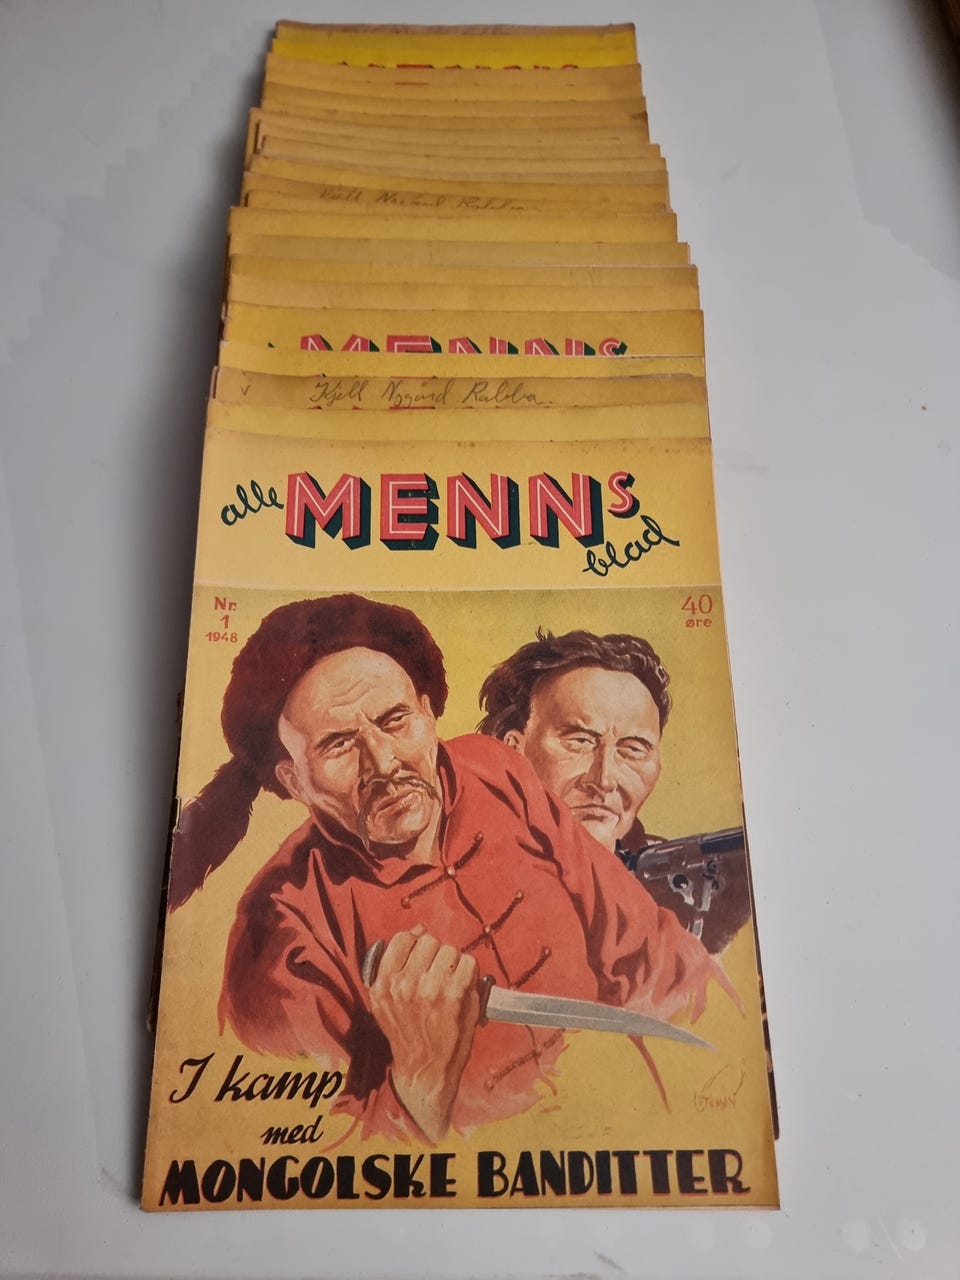 MENNS
Kjell Nygård Rabba.
alle MENNs
blad
Nr.
1
1948
40
øre
I kamp
med
MONGOLSKE BANDITTER